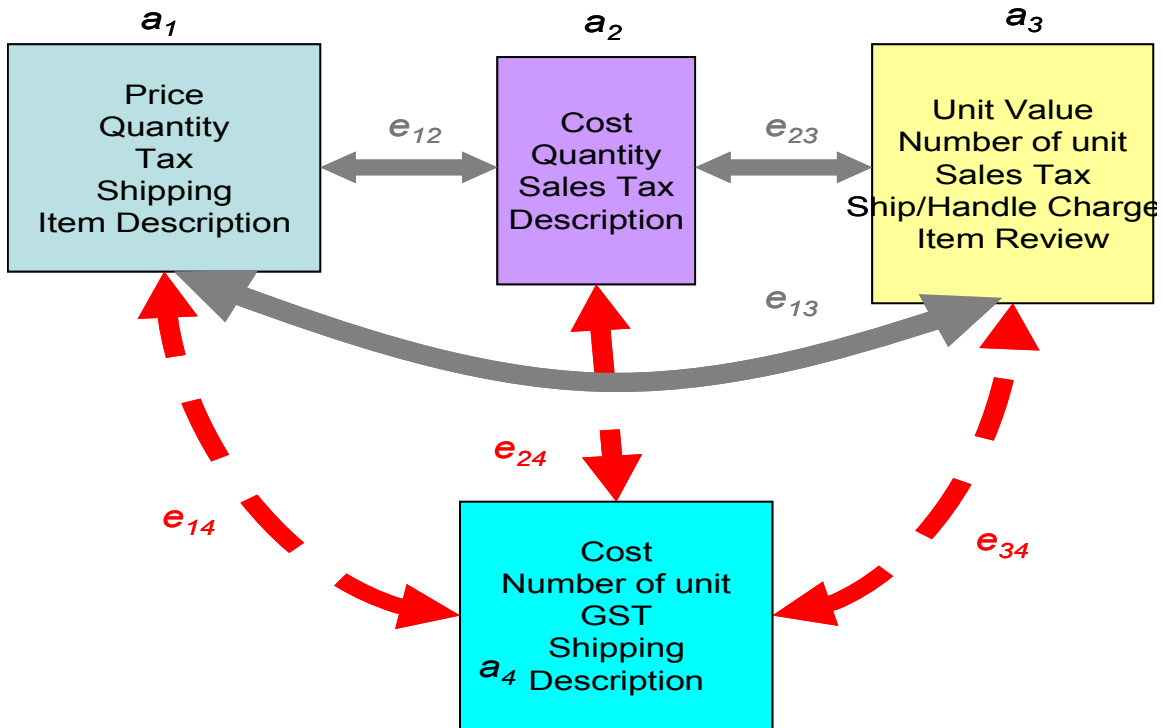 a1
a2
a3
Price
Quantity
Tax
Shipping
Item Description
e12
Cost
Quantity
Sales Tax
Description
e23
Unit Value
Number of unit
Sales Tax
Ship/Handle Charge
Item Review
e13
e24
e14
e34
Cost
Number of unit
GST
Shipping
a4
Description